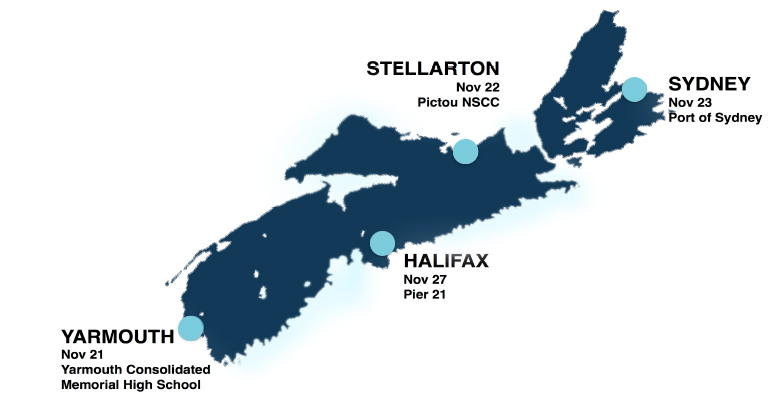 STELLARTON
Nov 22
Pictou NSCC
SYDNEY
Nov 23
Port of Sydney
HALIFAX
Nov 27
Pier 21
YARMOUTH
Nov 21
Yarmouth Consolidated
Memorial High School